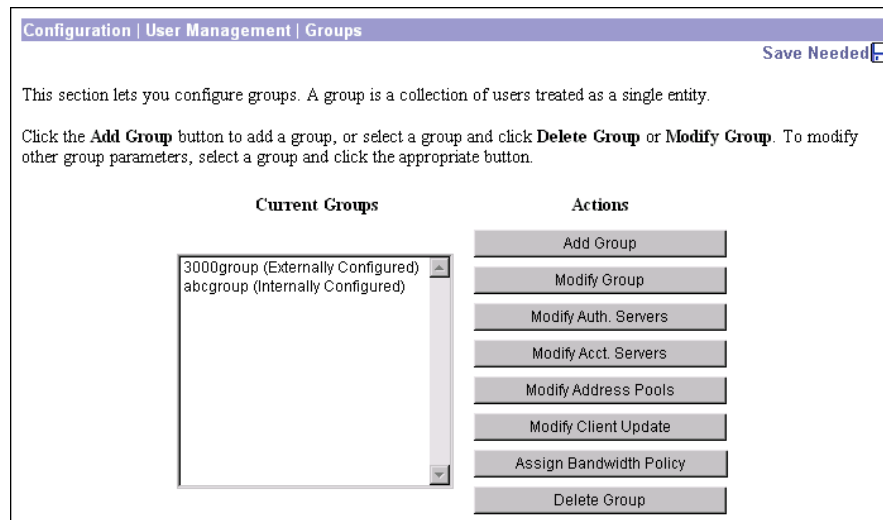 Configuration | User Management | Groups
Save Needed
This section lets you configure groups. A group is a collection of users treated as a single entity.
Click the Add Group button to add a group, or select a group and click Delete Group or Modify Group. To modify
other group parameters, select a group and click the appropriate button.
Current Groups
Actions
3000group (Externally Configured)
abcgroup (Internally Configured)
Add Group
Modify Group
Modify Auth. Servers
Modify Acct. Servers
Modify Address Pools
Modify Client Update
Assign Bandwidth Policy
Delete Group